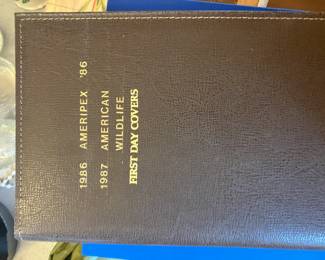 1986 AMERIPEX '86
1987 AMERICAN
WILDLIFE
FIRST DAY COVERS